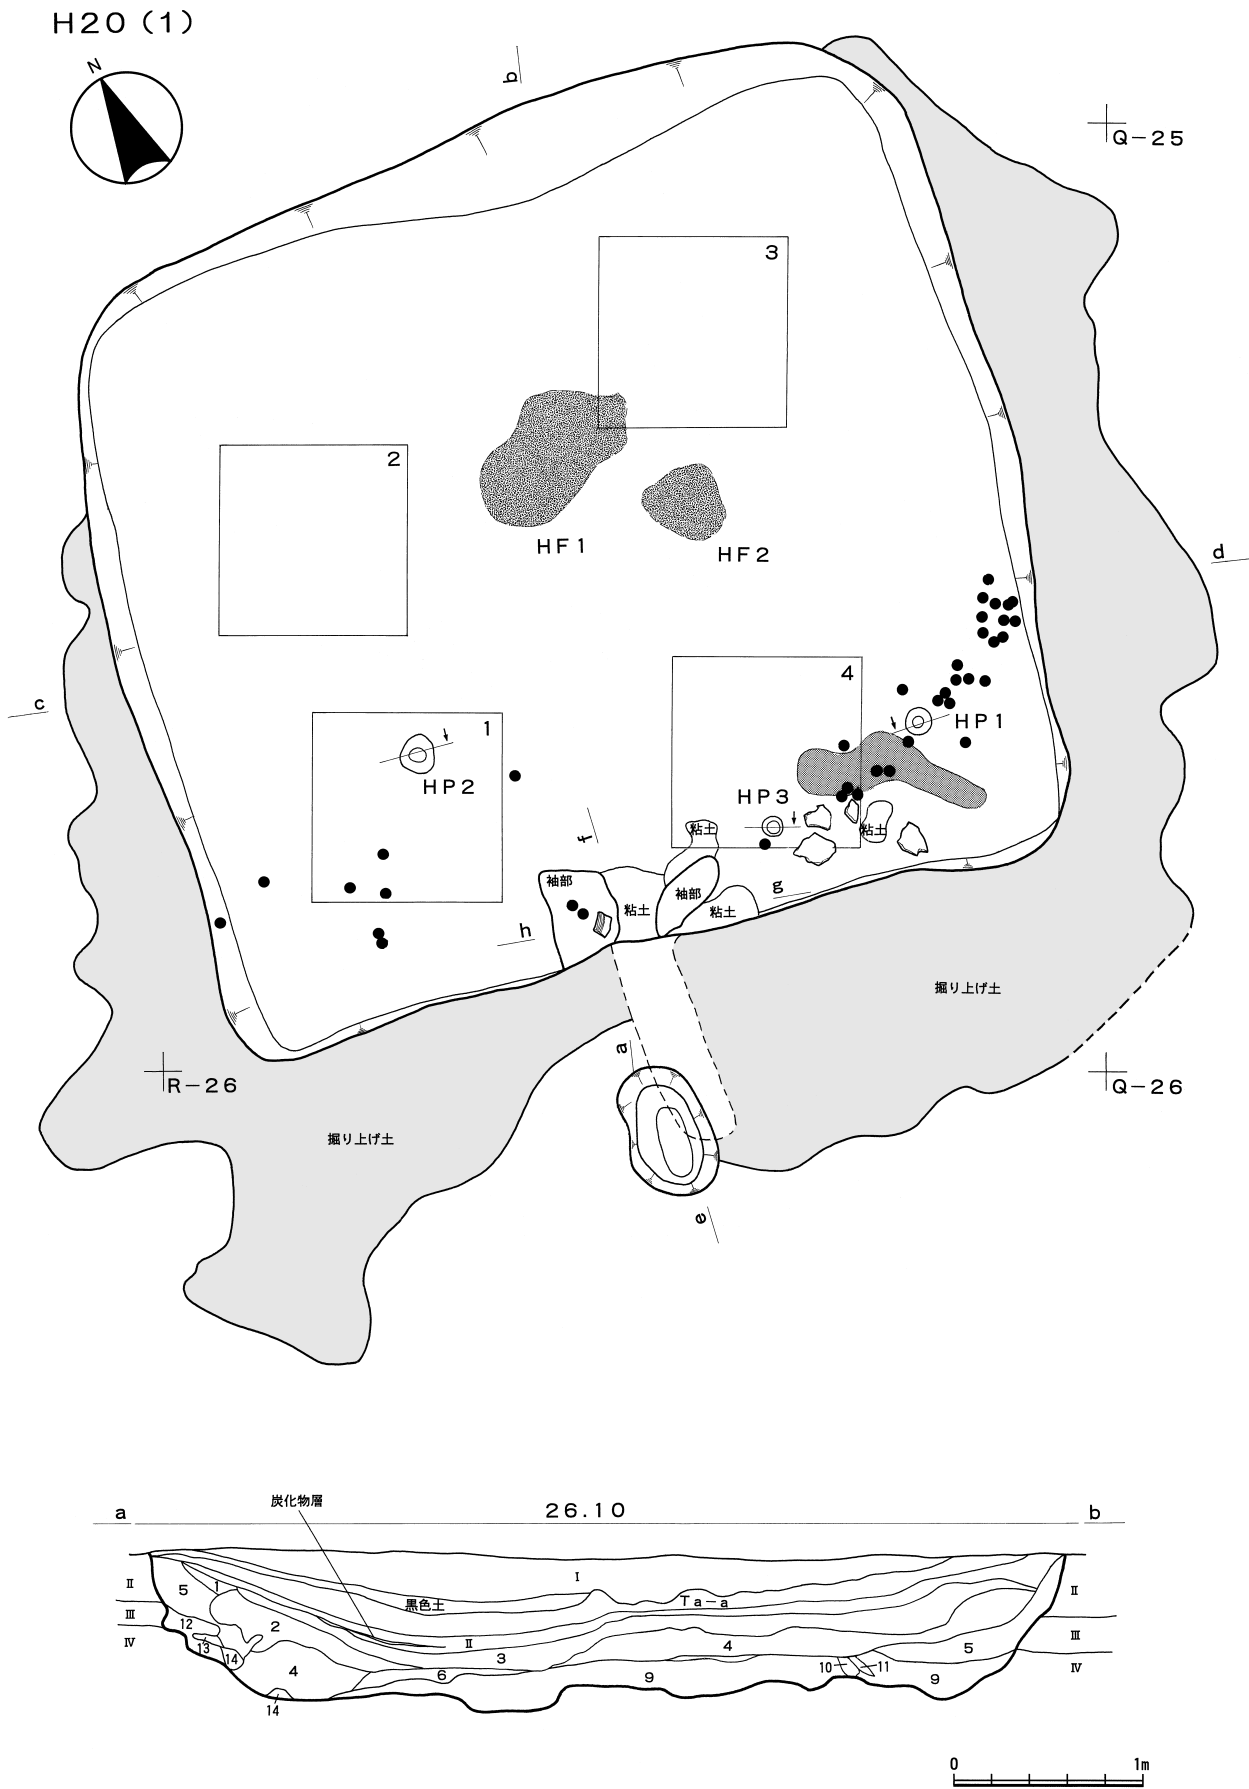 H20(1)
N
b
Q-25
3
2
HF1
HF2
d
c
4
1
HP1
HP2
HP3
粘土
粘土
f
袖部
g
袖部
粘土
粘土
h
掘り上げ土
a
R-26
Q-26
掘り上げ土
e
炭化物層
a
26.10
b
I
II
5
1
黒色土
Ta-a
II
III
12
2
II
4
III
IV
13
14
3
5
IV
4
6
9
10
11
9
14
0
1m